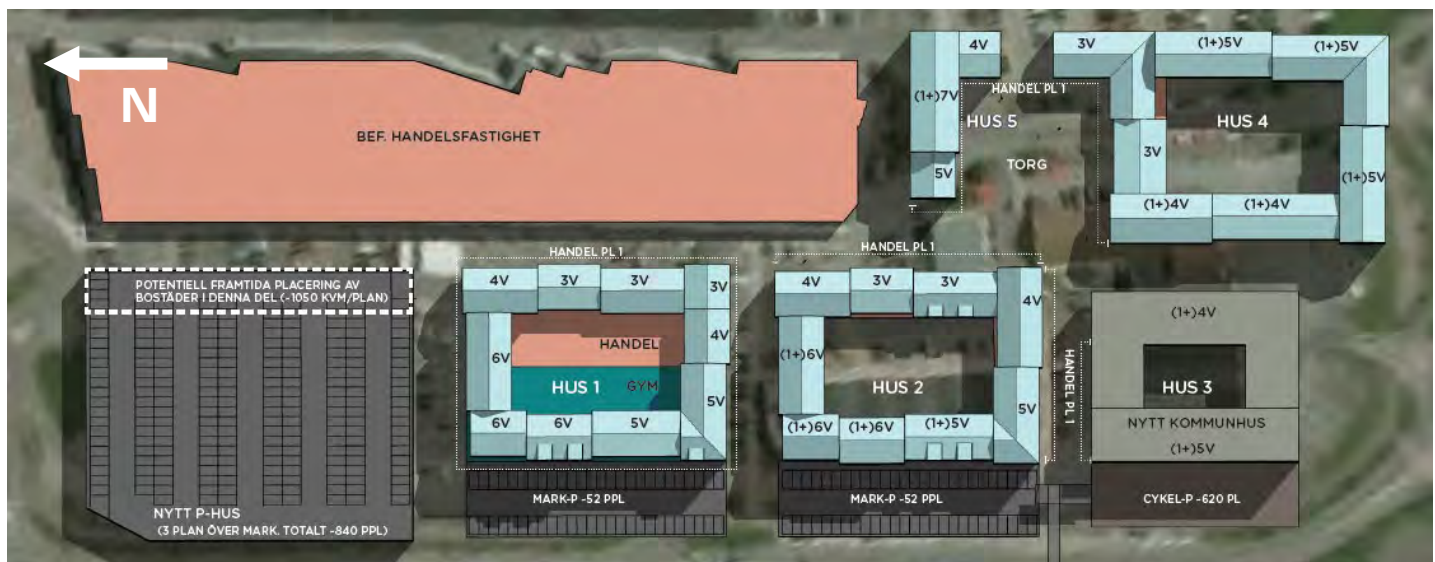 N
BEF. HANDELSFASTIGHET
(1+)7V
4V
5V
HUS 5
HANDEL PL 1
TORG
3V
(1+)5V
(1+)5V
HUS 4
3V
(1+)5V
(1+)4V
(1+)4V
POTENTIELL FRAMTIDA PLACERING AV
BOSTÄDER I DENNA DEL (~1050 KVM/PLAN)
NYTT P-HUS
(3 PLAN ÖVER MARK. TOTALT ~840 PPL)
HANDEL PL 1
4V
3V
3V
3V
4V
6V
HANDEL
HUS 1
GYM
5V
6V
6V
5V
MARK-P ~52 PPL
HANDEL PL 1
4V
3V
3V
4V
(1+)6V
HUS 2
5V
(1+)6V
(1+)6V
(1+)5V
MARK-P ~52 PPL
HANDEL PL 1
(1+)4V
HUS 3
NYTT KOMMUNHUS
(1+)5V
CYKEL-P ~620 PL